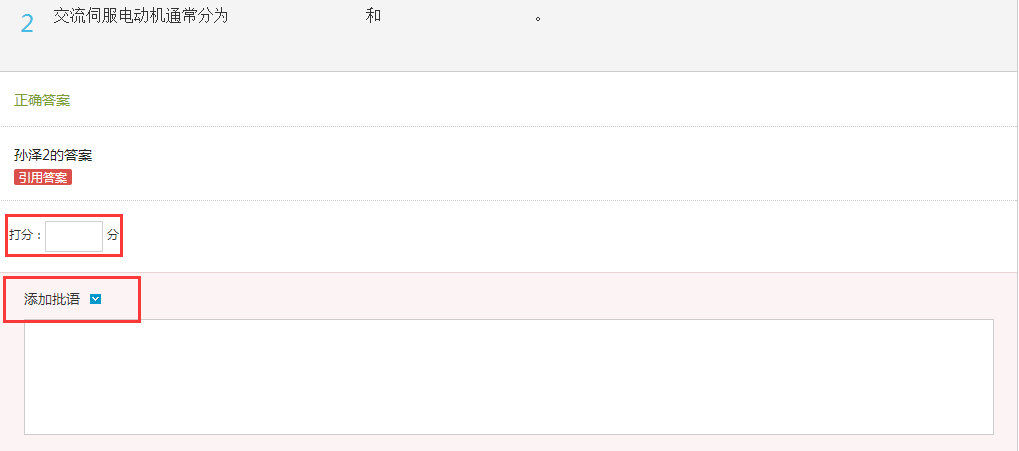 2 交流伺服电动机通常分为 和 。
正确答案
孙泽2的答案
引用答案
打分： 分
添加批语